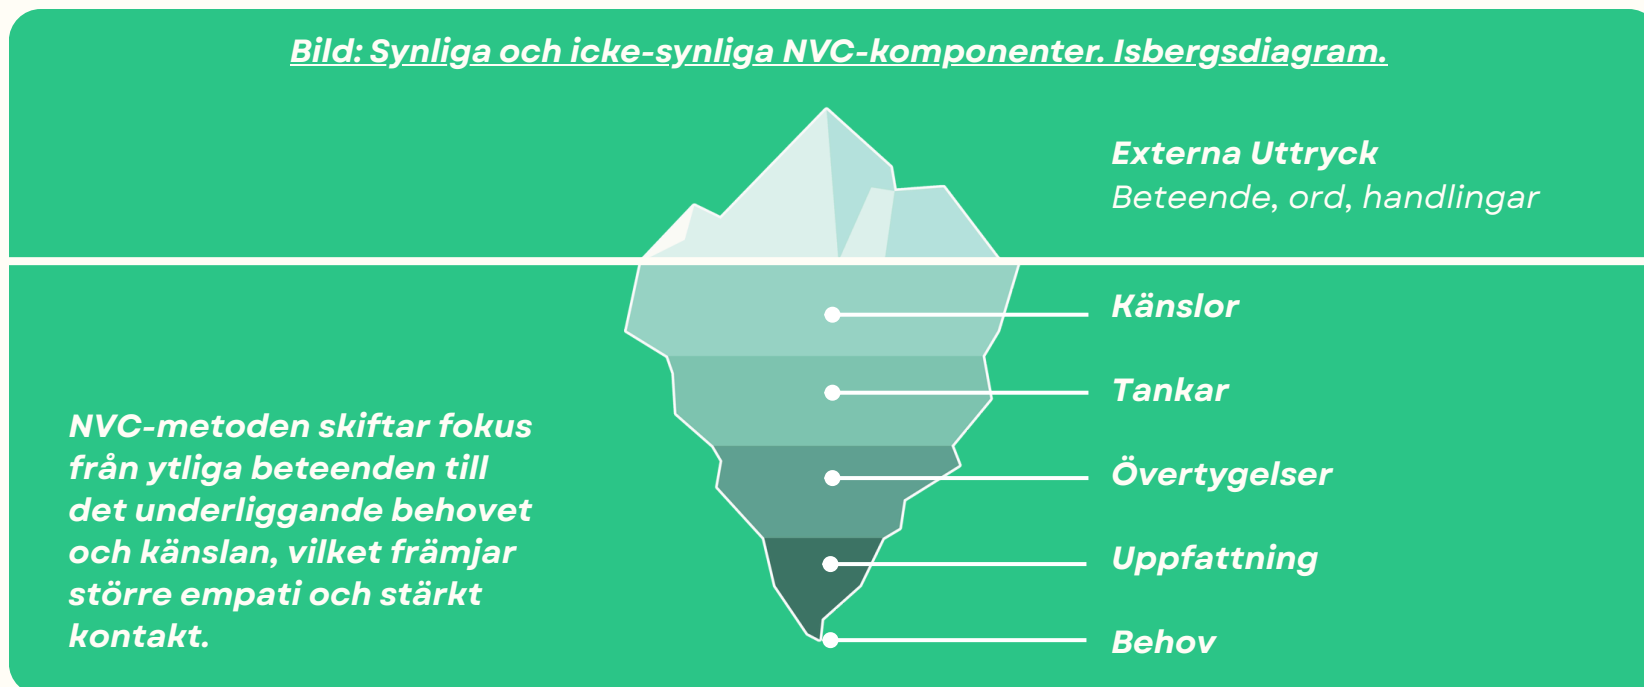 Bild: Synliga och icke-synliga NVC-komponenter. Isbergsdiagram.
Externa Uttryck
Beteende, ord, handlingar
Känslor
Tankar
Övertygelser
Uppfattning
Behov
NVC-metoden skiftar fokus
från ytliga beteenden till
det underliggande behovet
och känslan, vilket främjar
större empati och stärkt
kontakt.